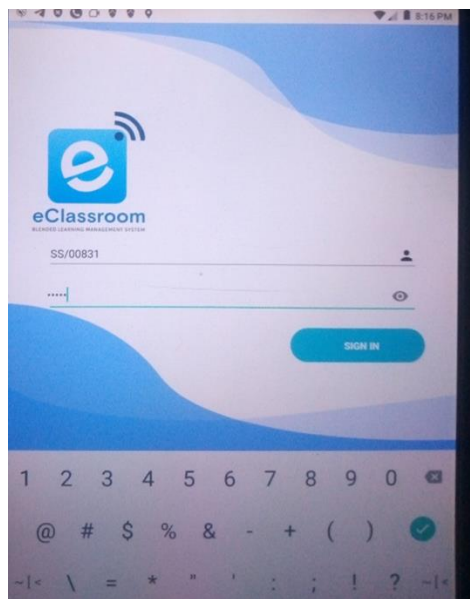 8:16 PM
e
eClassroom
BLENDED LEARNING MANAGEMENT SYSTEM
SS/00831
•••••
SIGN IN
1 2 3 4 5 6 7 8 9 0
@ # $ % & - + ( )
~[< \ = * " ' : ; ! ? ~[<